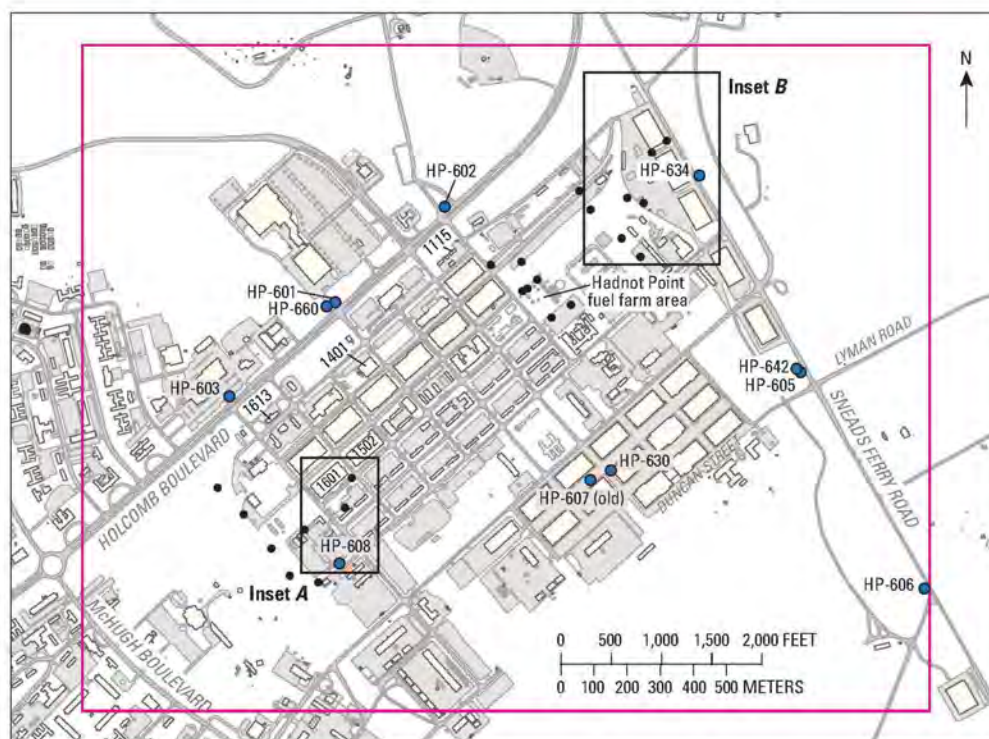 N
Inset B
HP-634
HP-602
1115
Hadnot Point
fuel farm area
HP-601
HP-660
1401
HP-603
1613
HP-642
HP-605
LYMAN ROAD
SNEADS FERRY ROAD
HOLCOMB BOULEVARD
1502
1601
HP-630
HP-607 (old)
DUNCAN STREET
HP-608
Inset A
HP-606
McHUGH BOULEVARD
0 500 1,000 1,500 2,000 FEET
0 100 200 300 400 500 METERS